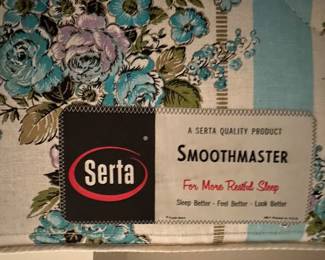 Serta
®
A SERTA QUALITY PRODUCT
SMOOTHMASTER
For More Restful Sleep
Sleep Better - Feel Better - Look Better